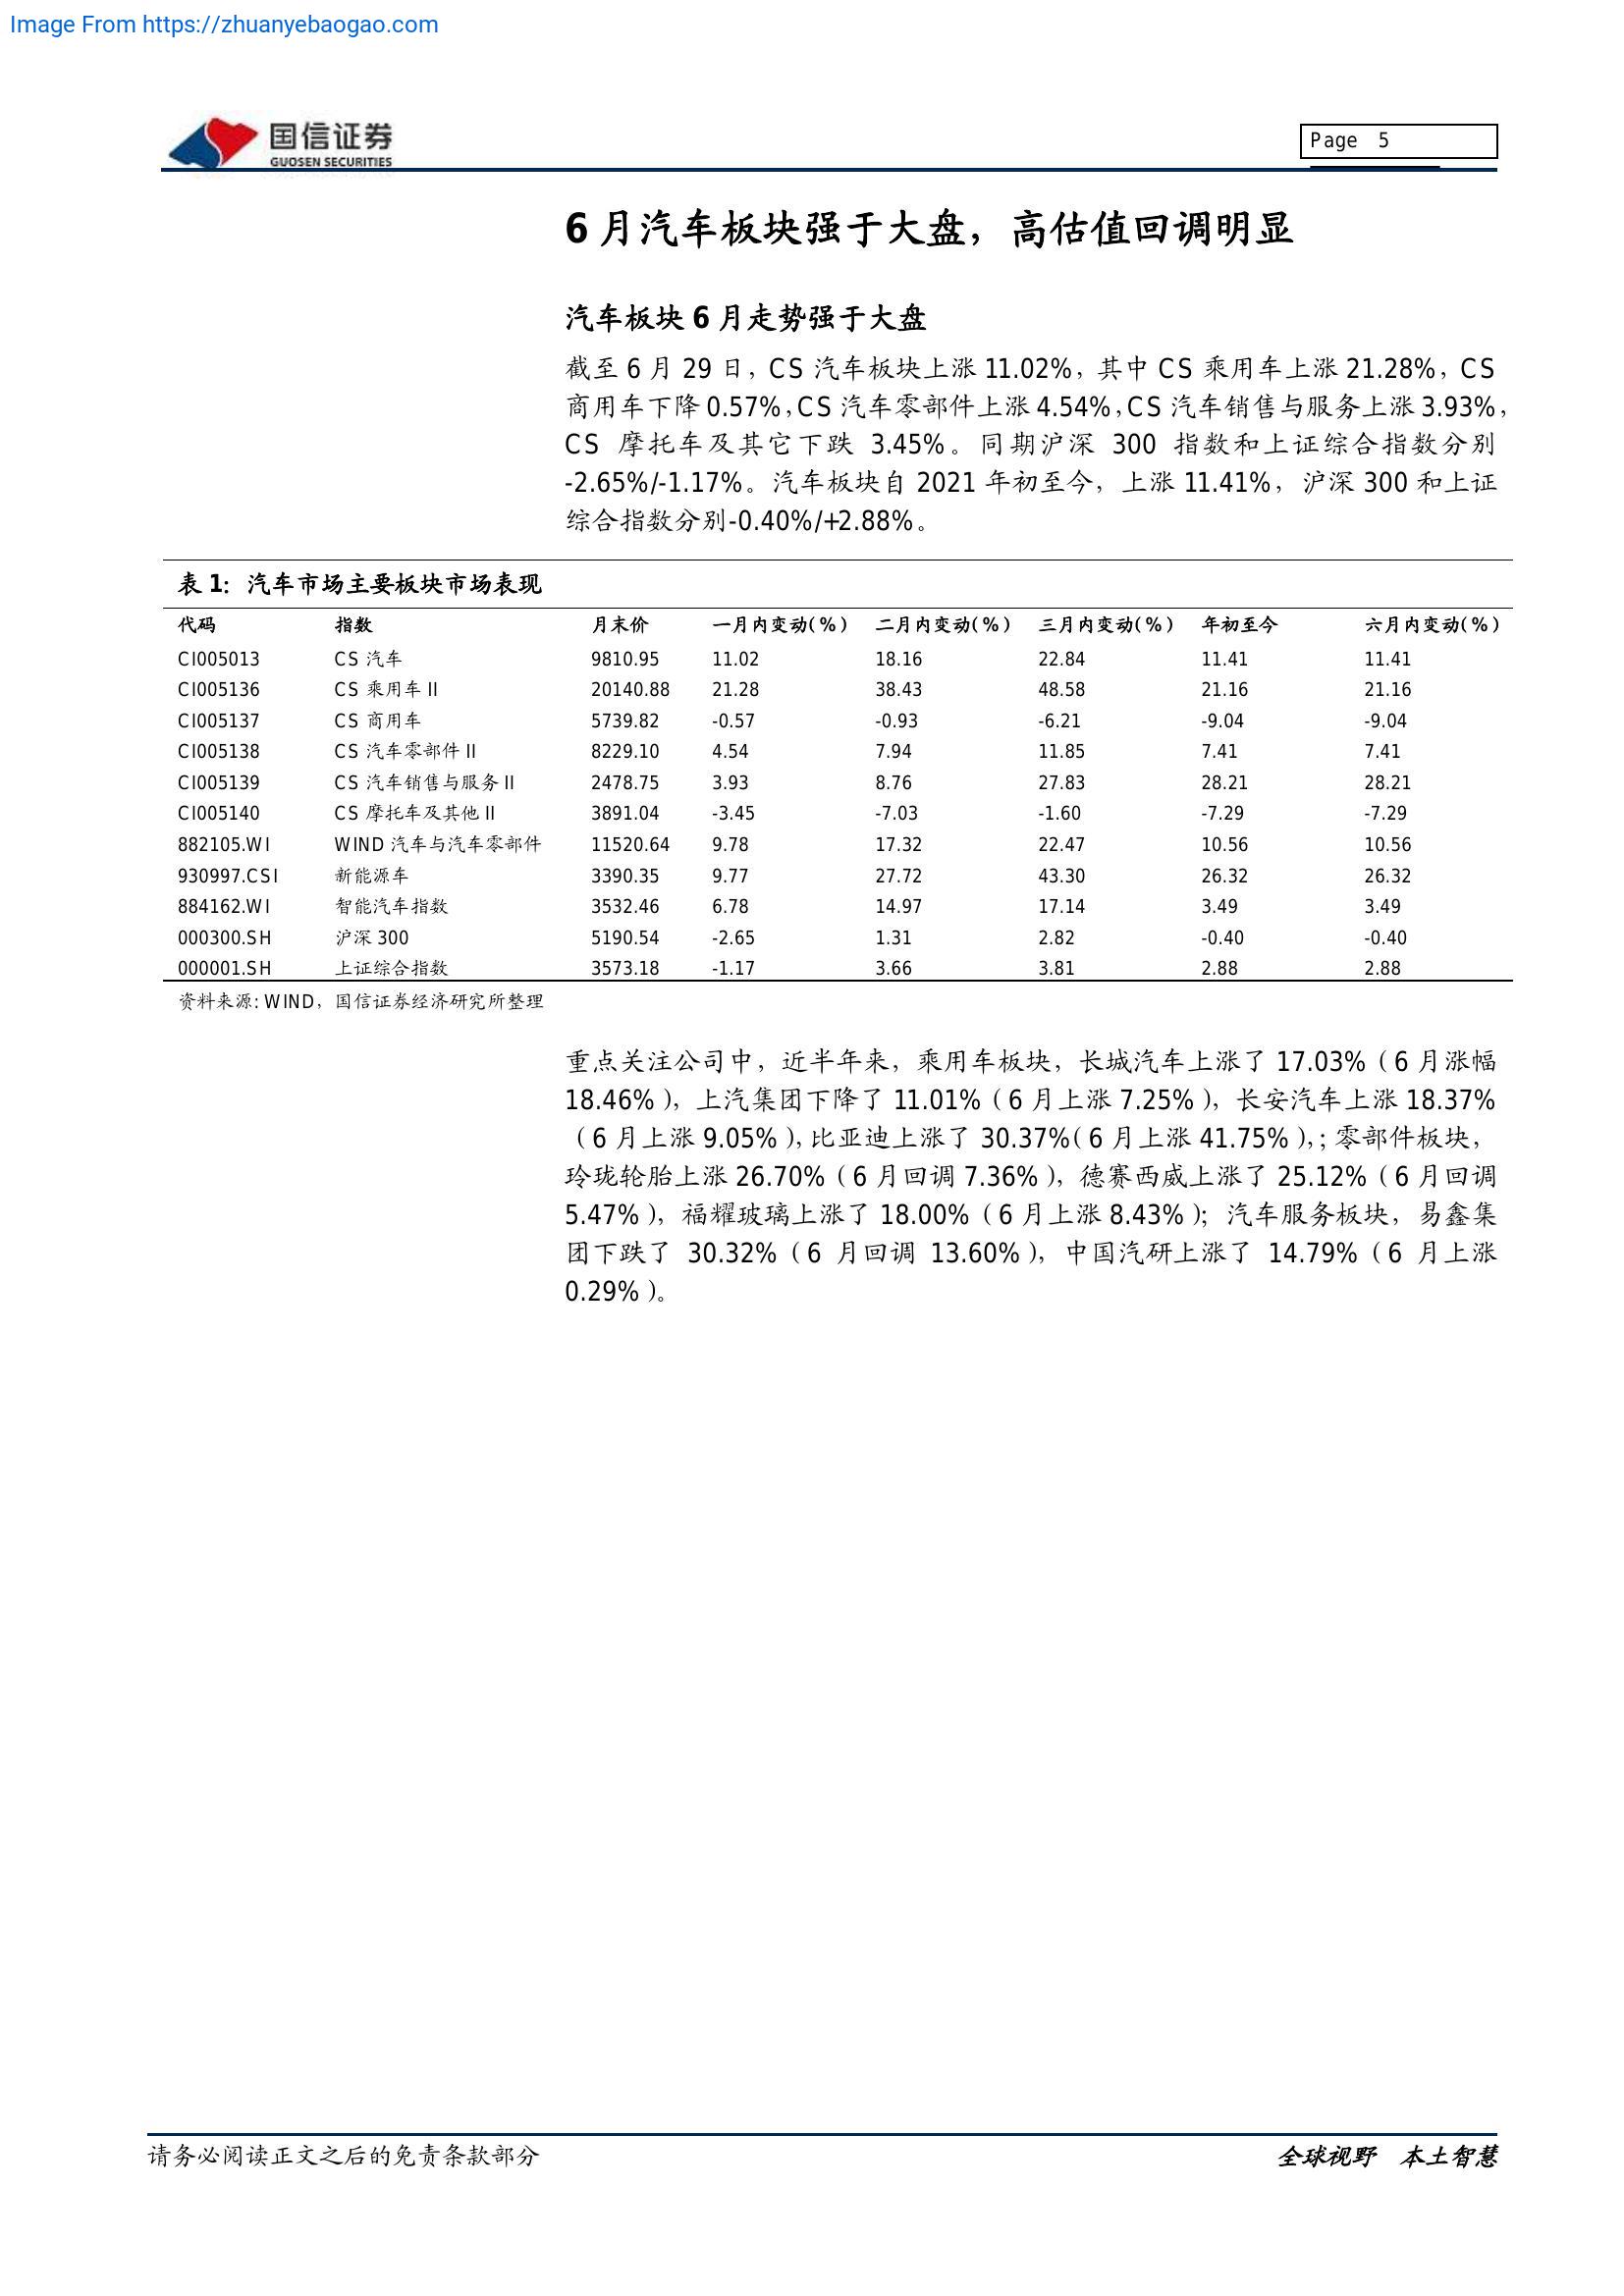 Image From https://zhuanyebaogao.com
国信证券
GUOSEN SECURITIES
Page 5
6 月汽车板块强于大盘，高估值回调明显
汽车板块 6 月走势强于大盘
截至 6 月 29 日，CS 汽车板块上涨 11.02%，其中 CS 乘用车上涨 21.28%，CS
商用车下降 0.57%，CS 汽车零部件上涨 4.54%，CS 汽车销售与服务上涨 3.93%，
CS 摩托车及其它下跌 3.45%。同期沪深 300 指数和上证综合指数分别
-2.65%/-1.17%。汽车板块自 2021 年初至今，上涨 11.41%，沪深 300 和上证
综合指数分别-0.40%/+2.88%。
表 1：汽车市场主要板块市场表现
代码 指数 月末价 一月内变动(%) 二月内变动(%) 三月内变动(%) 年初至今 六月内变动(%)
CI005013 CS 汽车 9810.95 11.02 18.16 22.84 11.41 11.41
CI005136 CS 乘用车 II 20140.88 21.28 38.43 48.58 21.16 21.16
CI005137 CS 商用车 5739.82 -0.57 -0.93 -6.21 -9.04 -9.04
CI005138 CS 汽车零部件 II 8229.10 4.54 7.94 11.85 7.41 7.41
CI005139 CS 汽车销售与服务 II 2478.75 3.93 8.76 27.83 28.21 28.21
CI005140 CS 摩托车及其他 II 3891.04 -3.45 -7.03 -1.60 -7.29 -7.29
882105.WI WIND 汽车与汽车零部件 11520.64 9.78 17.32 22.47 10.56 10.56
930997.CSI 新能源车 3390.35 9.77 27.72 43.30 26.32 26.32
884162.WI 智能汽车指数 3532.46 6.78 14.97 17.14 3.49 3.49
000300.SH 沪深 300 5190.54 -2.65 1.31 2.82 -0.40 -0.40
000001.SH 上证综合指数 3573.18 -1.17 3.66 3.81 2.88 2.88
资料来源: WIND，国信证券经济研究所整理
重点关注公司中，近半年来，乘用车板块，长城汽车上涨了 17.03%（6 月涨幅
18.46%），上汽集团下降了 11.01%（6 月上涨 7.25%），长安汽车上涨 18.37%
（6 月上涨 9.05%），比亚迪上涨了 30.37%(6 月上涨 41.75%），；零部件板块，
玲珑轮胎上涨 26.70%（6 月回调 7.36%），德赛西威上涨了 25.12%（6 月回调
5.47%），福耀玻璃上涨了 18.00%（6 月上涨 8.43%）；汽车服务板块，易鑫集
团下跌了 30.32%（6 月回调 13.60%），中国汽研上涨了 14.79%（6 月上涨
0.29%）。
请务必阅读正文之后的免责条款部分
全球视野 本土智慧